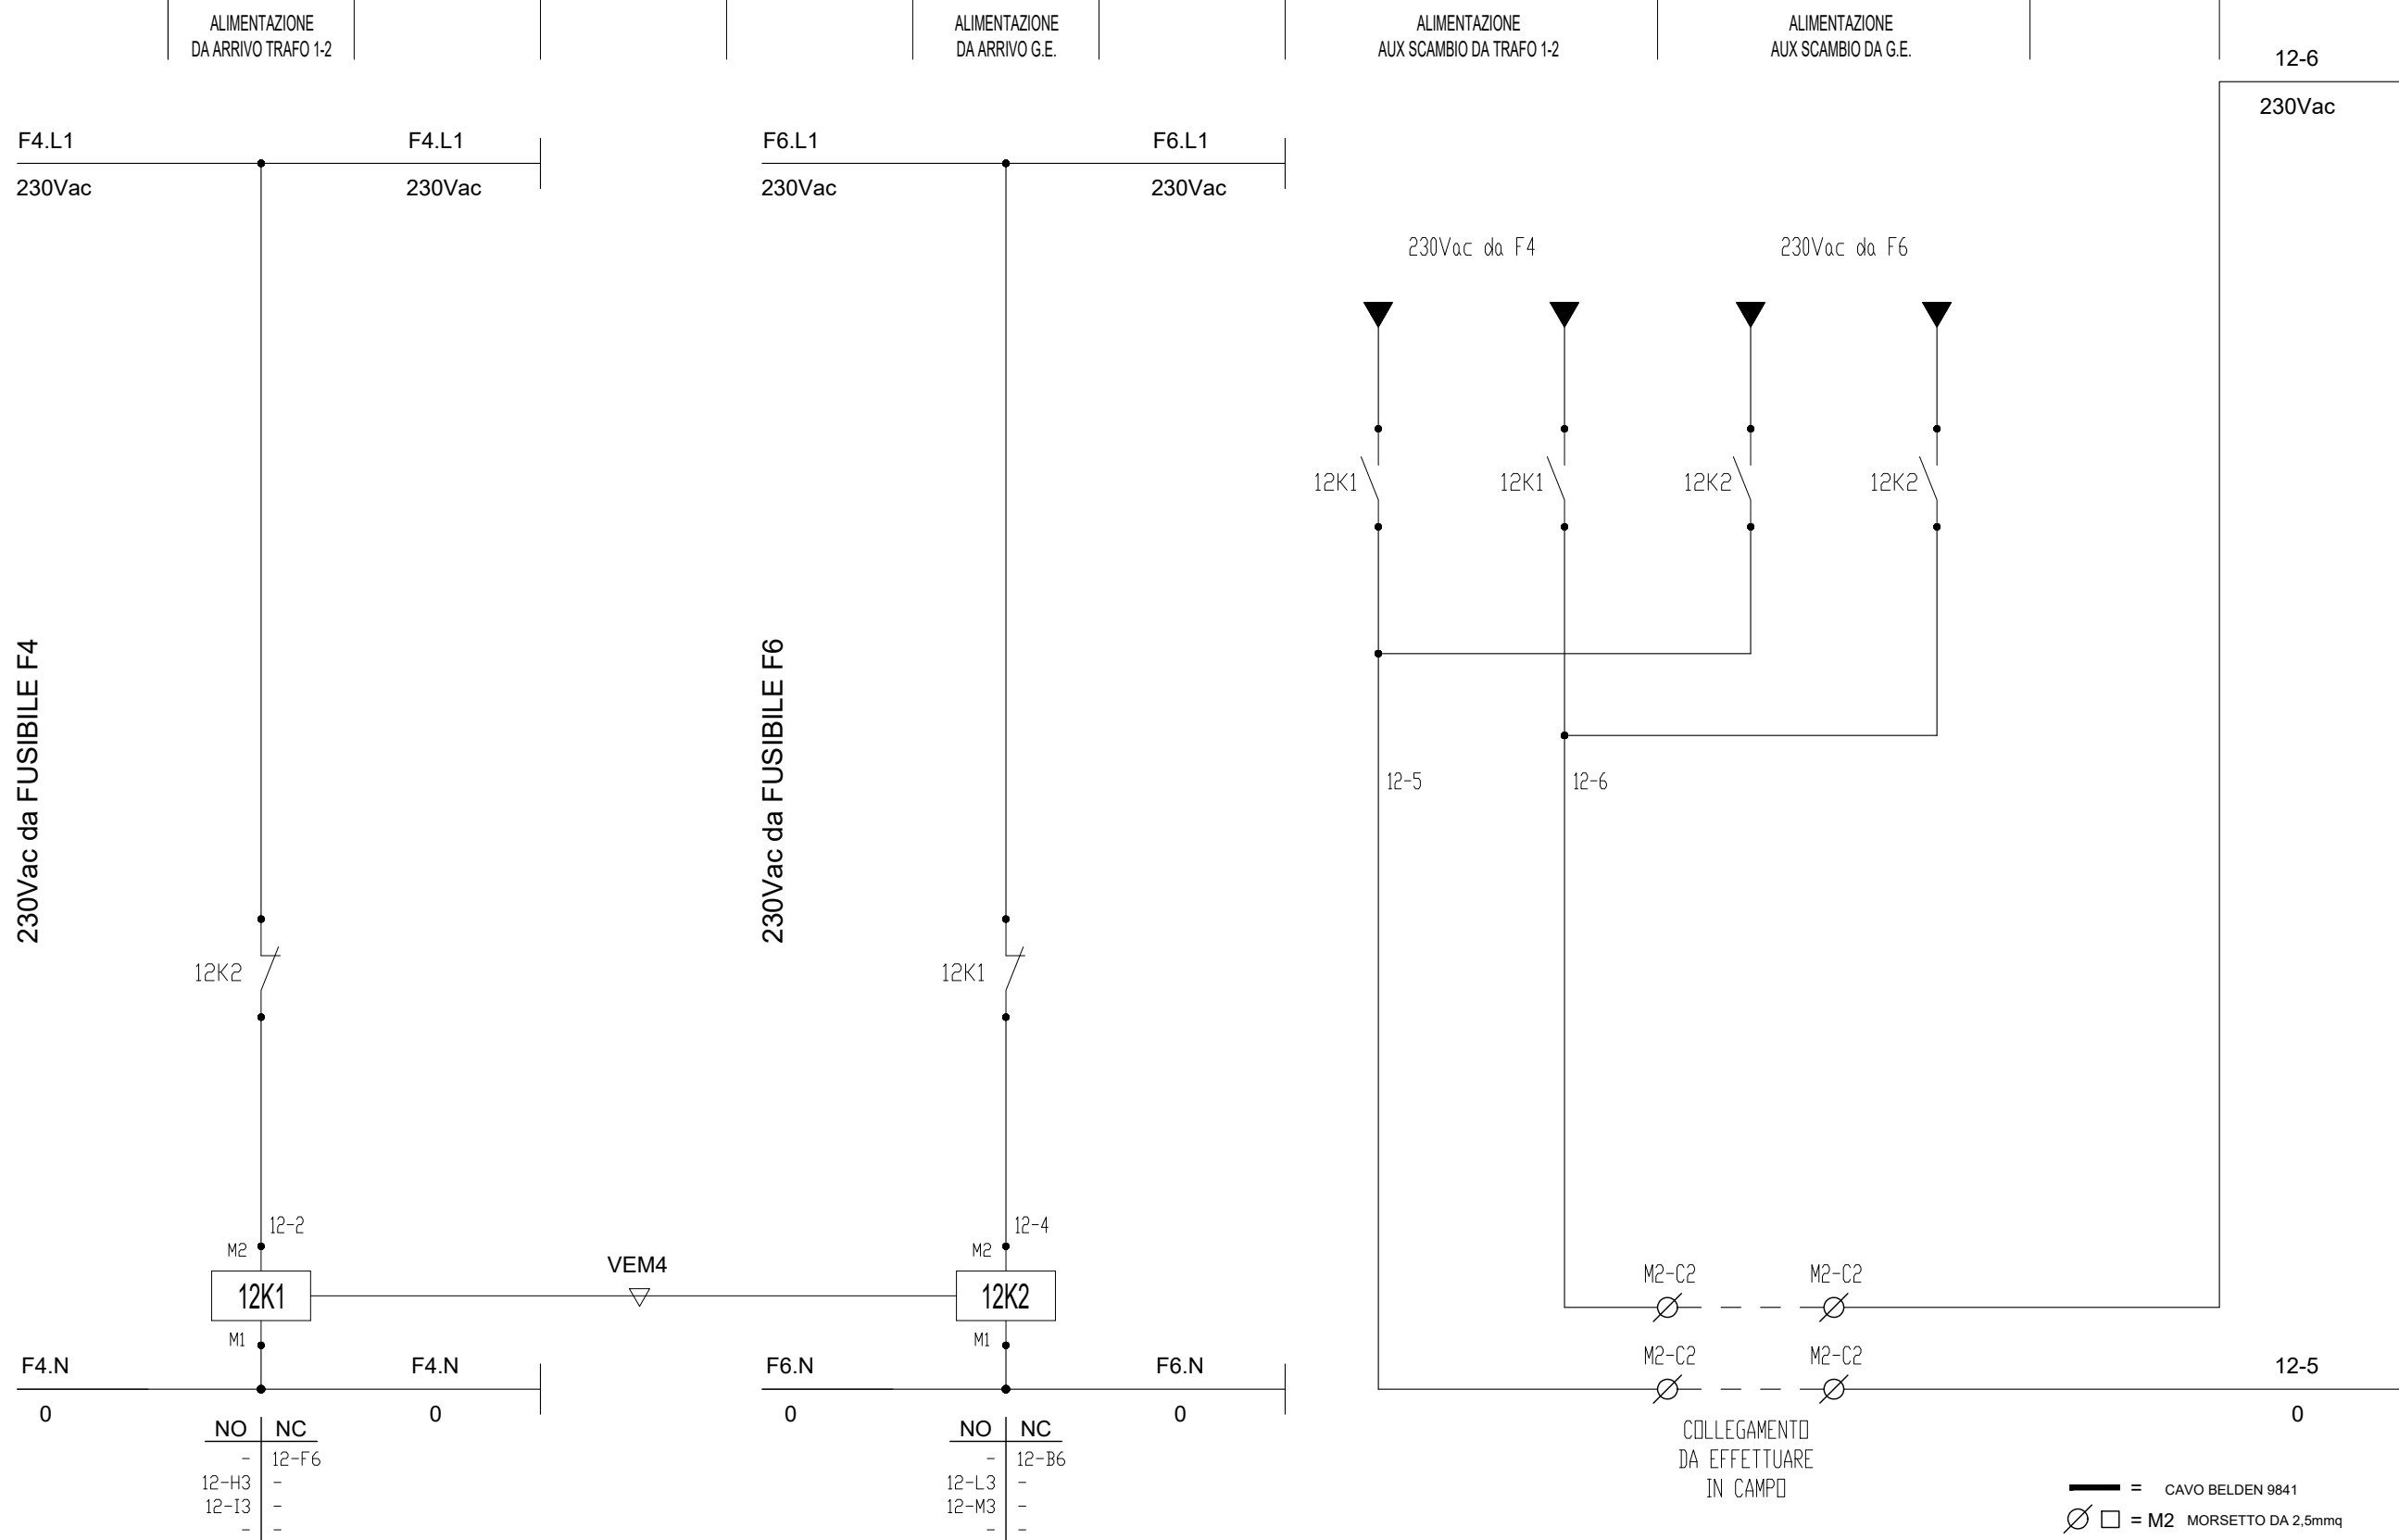 ALIMENTAZIONE
DA ARRIVO TRAFO 1-2
ALIMENTAZIONE
DA ARRIVO G.E.
ALIMENTAZIONE
AUX SCAMBIO DA TRAFO 1-2
ALIMENTAZIONE
AUX SCAMBIO DA G.E.
12-6
230Vac
F4.L1
F4.L1
F6.L1
F6.L1
230Vac
230Vac
230Vac
230Vac
230Vac da F4
230Vac da F6
12K1
12K1
12K2
12K2
230Vac da FUSIBILE F4
230Vac da FUSIBILE F6
12-5
12-6
12K2
12K1
12-2
12-4
M2
M2
12K1
VEM4
12K2
M1
M1
M2-C2
M2-C2
M2-C2
M2-C2
F4.N
F4.N
F6.N
F6.N
12-5
0
0
0
0
0
NO NC
- 12-F6
12-H3 -
12-I3 -
- -
NO NC
- 12-B6
12-L3 -
12-M3 -
- -
COLLEGAMENTO
DA EFFETTUARE
IN CAMPO
= CAVO BELDEN 9841
= M2 MORSETTO DA 2,5mmq